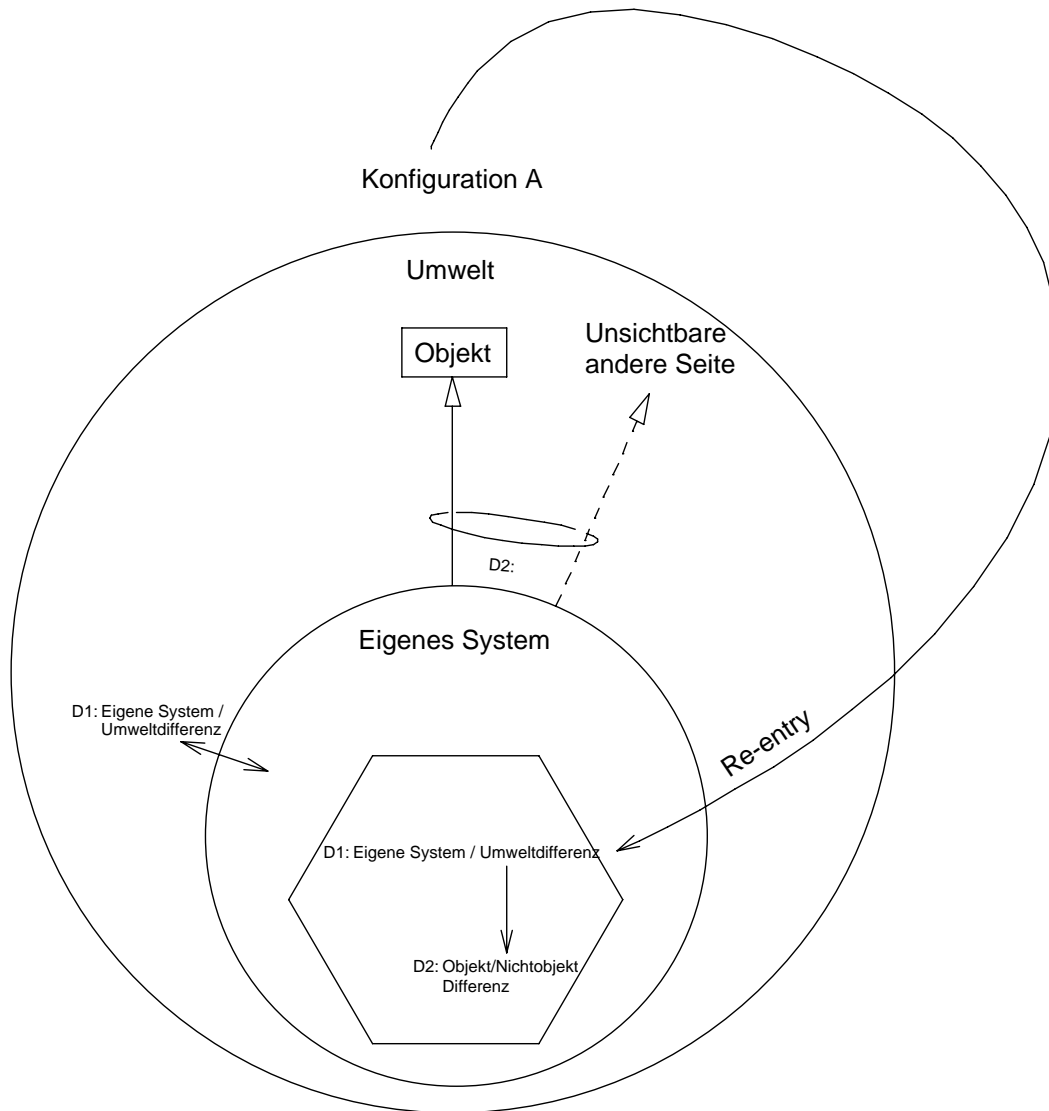 Konfiguration A
Umwelt
Objekt
Unsichtbare
andere Seite
D2:
Eigenes System
D1: Eigene System /
Umweltdifferenz
Re-entry
D1: Eigene System / Umweltdifferenz
D2: Objekt/Nichtobjekt
Differenz